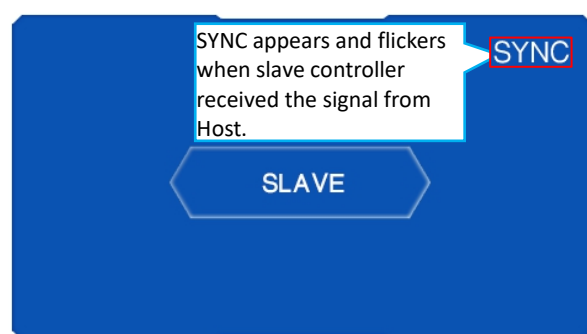 SYNC appears and flickers
when slave controller
received the signal from
Host.
SYNC
SLAVE